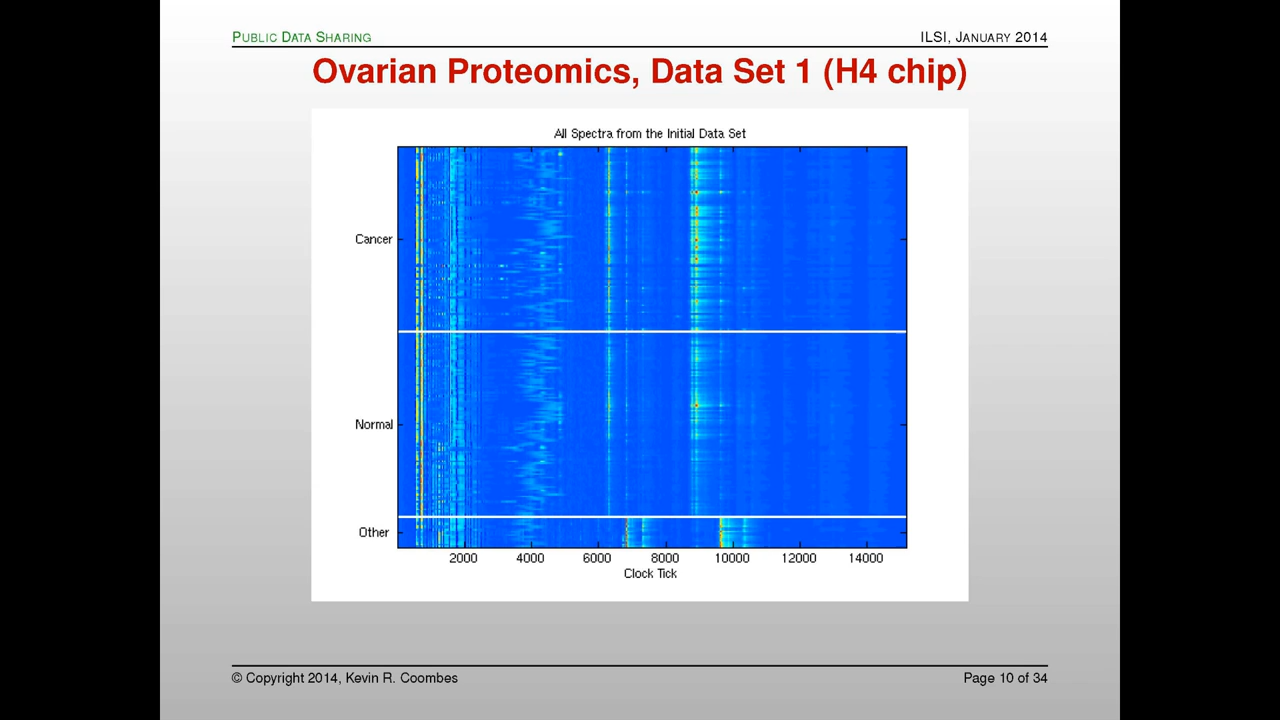 PUBLIC DATA SHARING
ILSI, JANUARY 2014
Ovarian Proteomics, Data Set 1 (H4 chip)
All Spectra from the Initial Data Set
Cancer
Normal
Other
2000 4000 6000 8000 10000 12000 14000
Clock Tick
© Copyright 2014, Kevin R. Coombes
Page 10 of 34